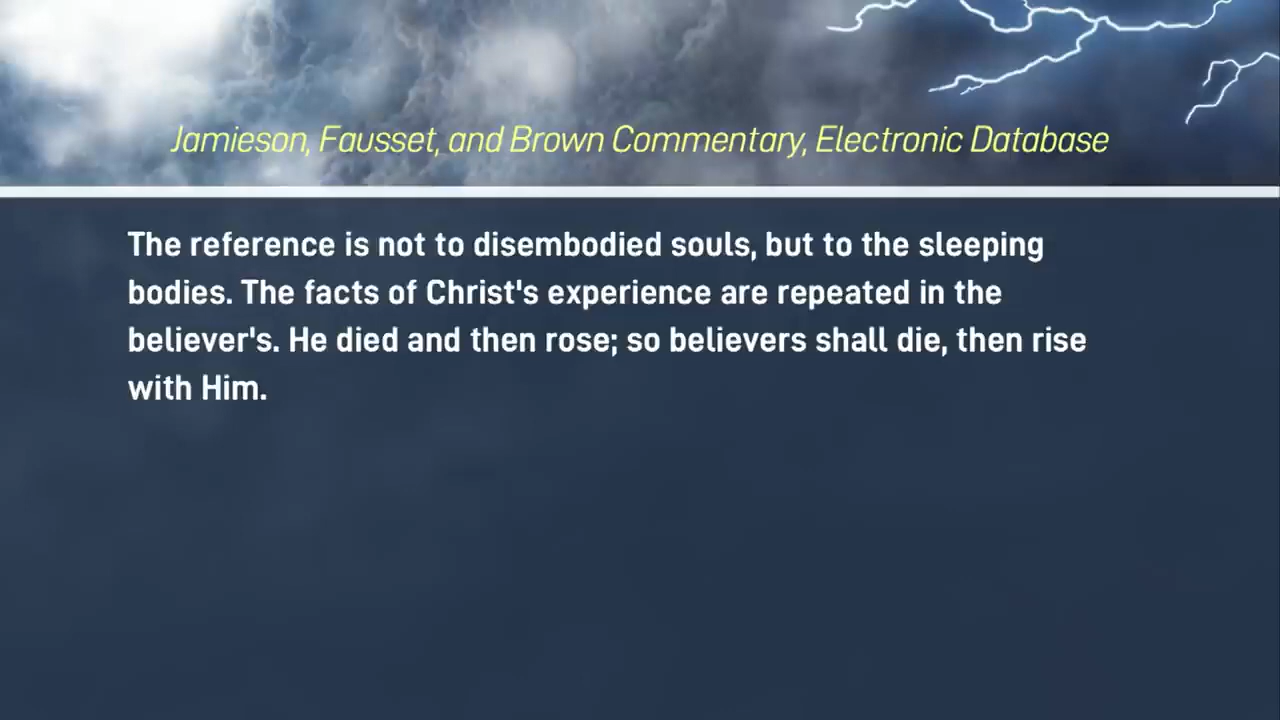 Jamieson, Fausset, and Brown Commentary, Electronic Database
The reference is not to disembodied souls, but to the sleeping
bodies. The facts of Christ's experience are repeated in the
believer's. He died and then rose; so believers shall die, then rise
with Him.